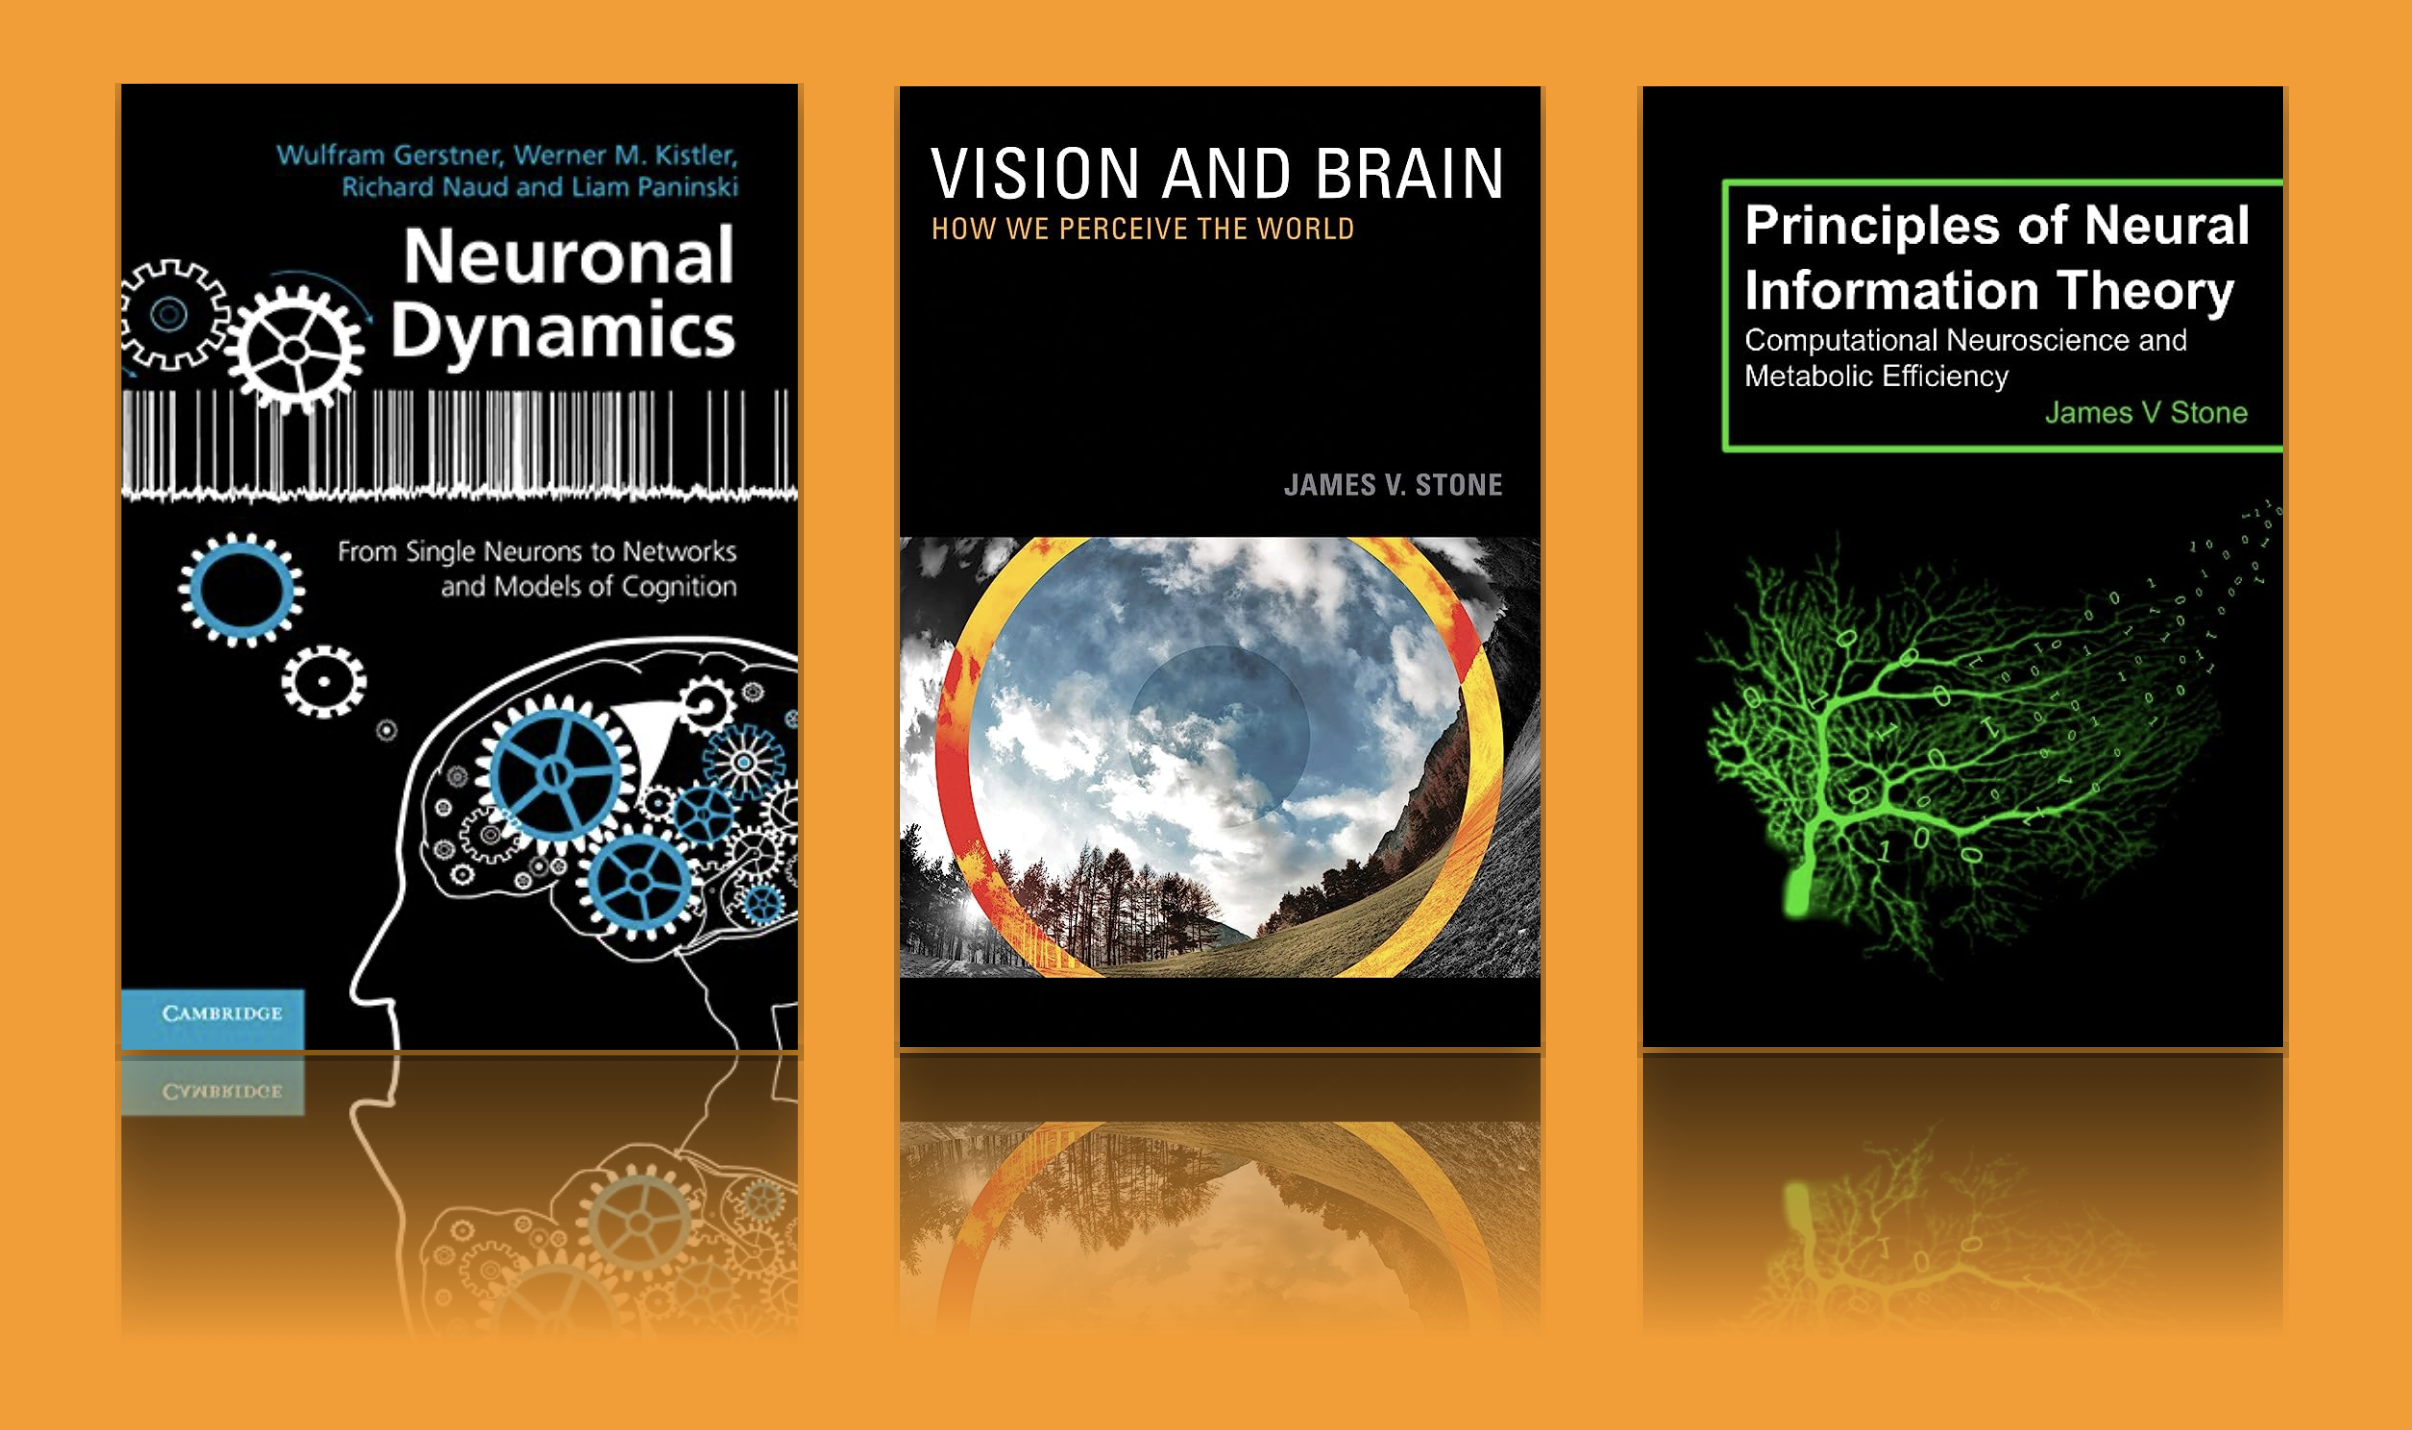 Wulfram Gerstner, Werner M. Kistler,
Richard Naud and Liam Paninski
Neuronal
Dynamics
From Single Neurons to Networks
and Models of Cognition
CAMBRIDGE
CAMBRIDGE
VISION AND BRAIN
HOW WE PERCEIVE THE WORLD
JAMES V. STONE
Principles of Neural
Information Theory
Computational Neuroscience and
Metabolic Efficiency
James V Stone